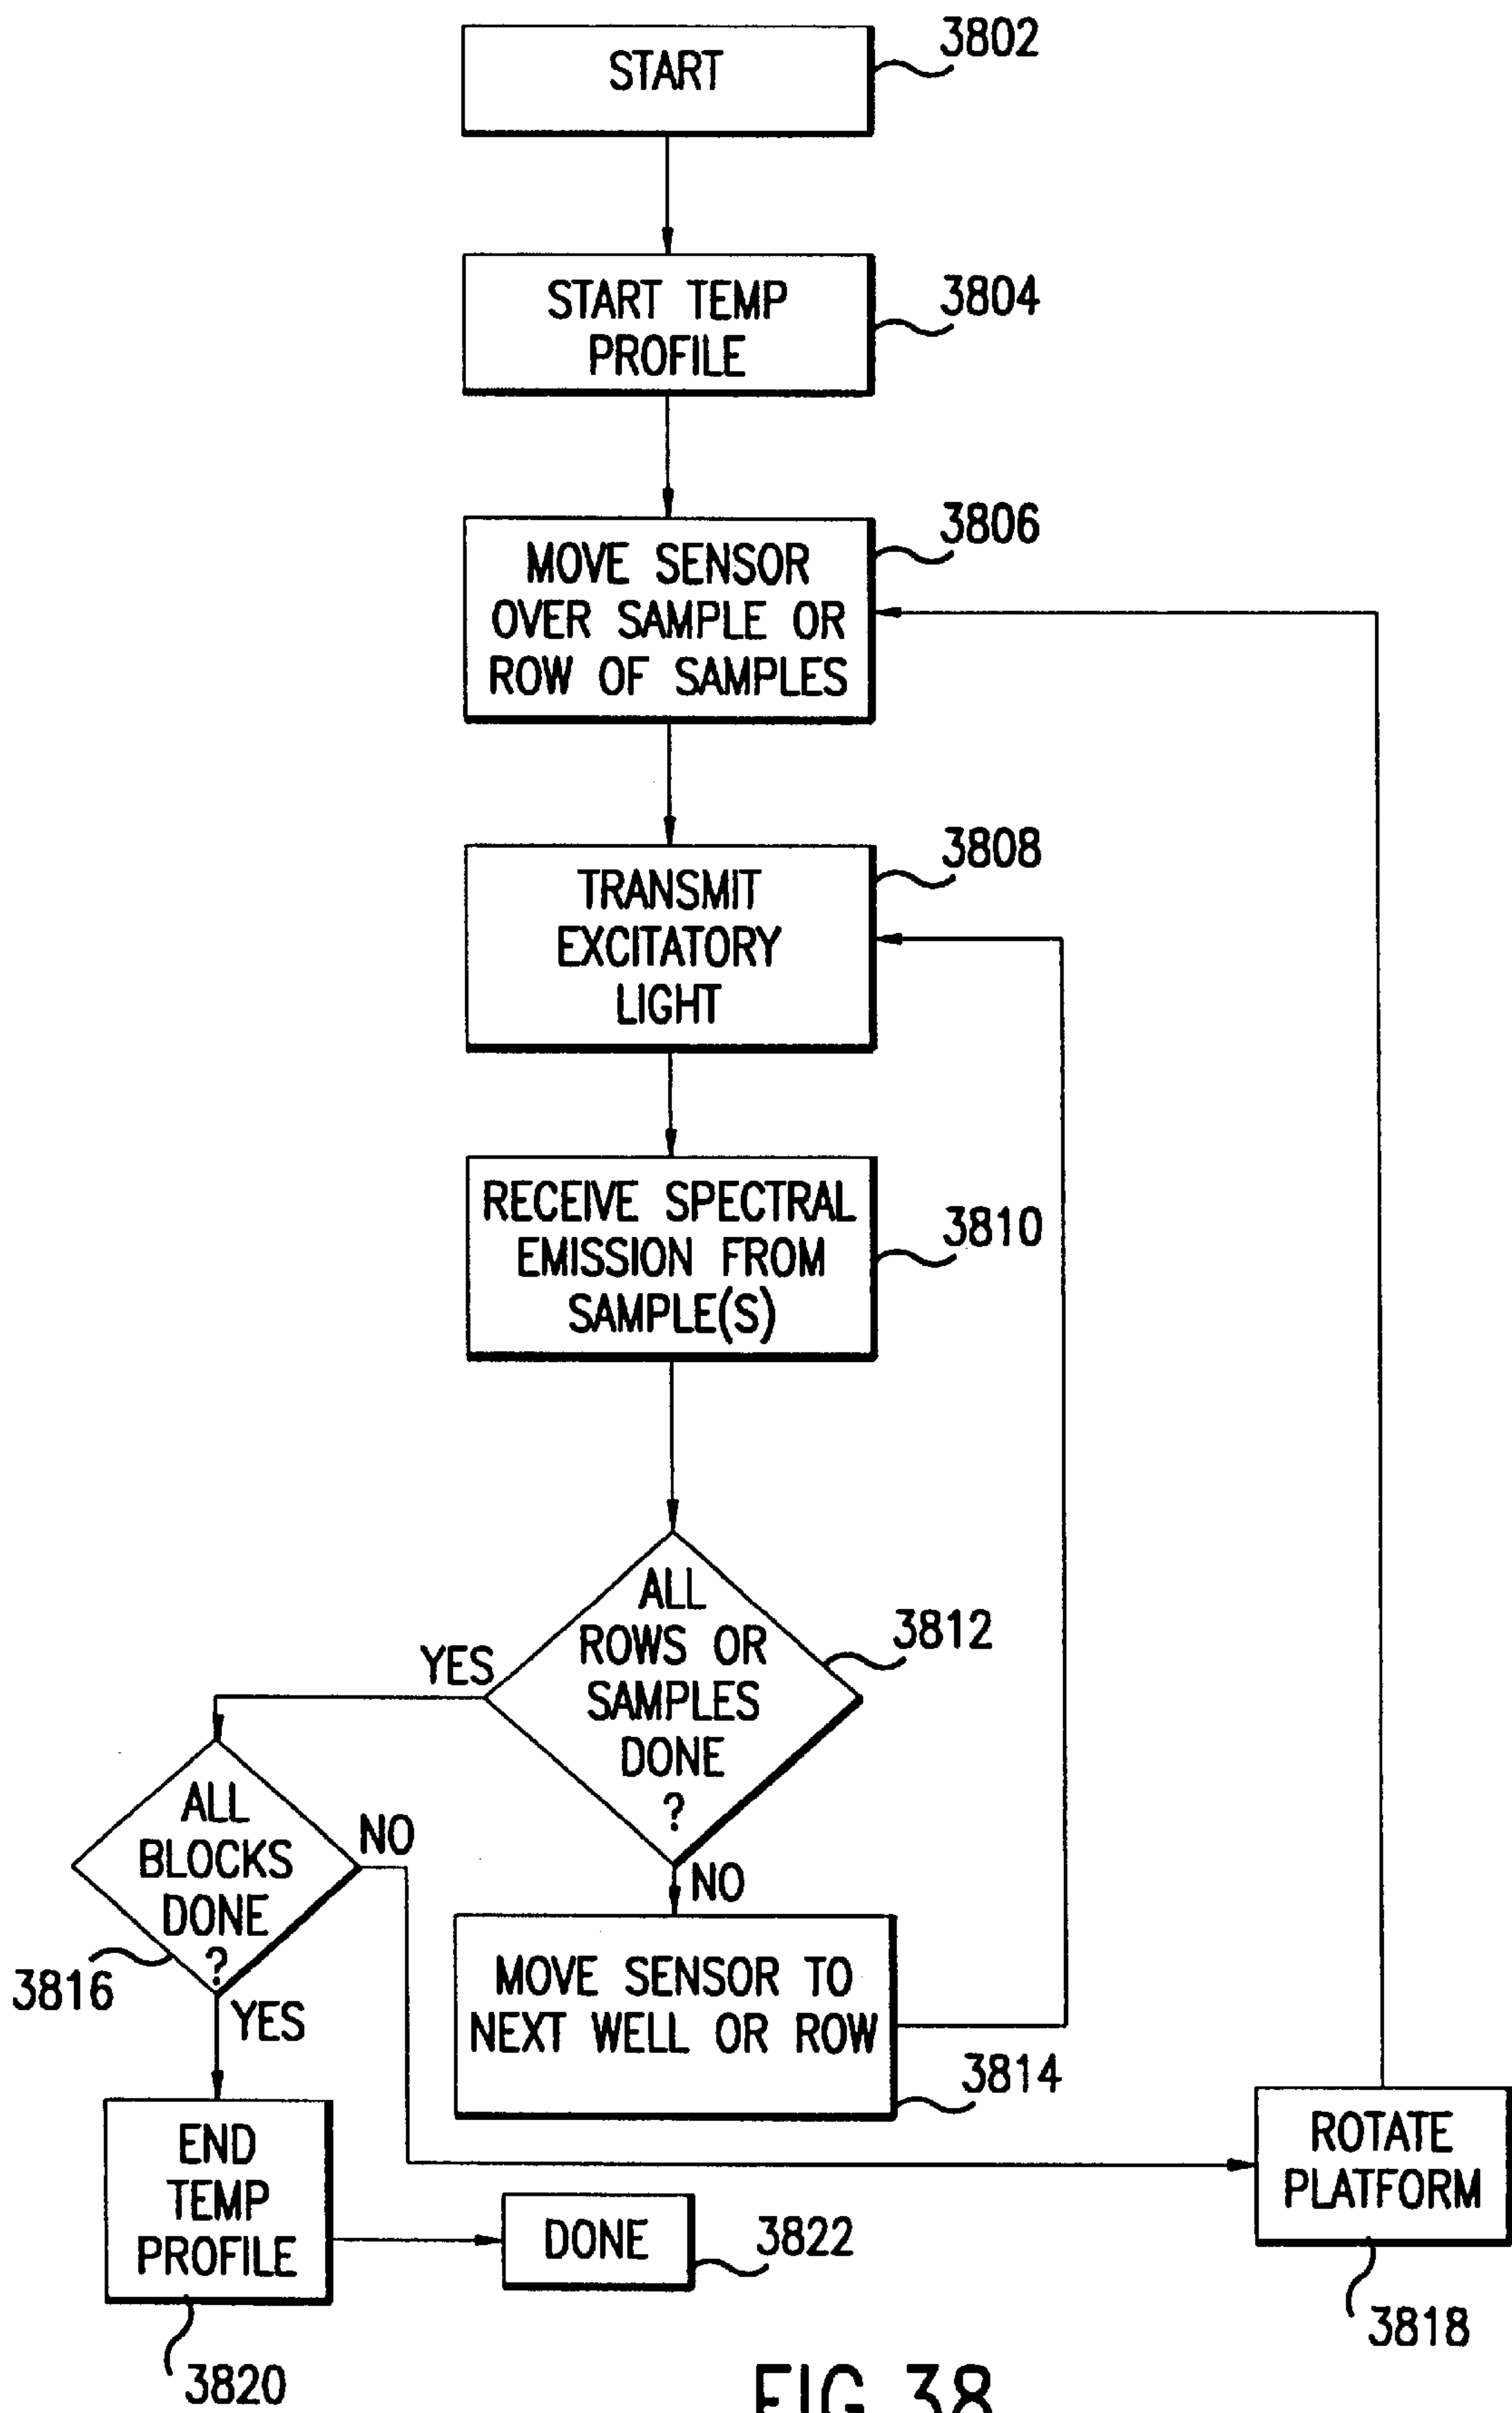 START
3802
START TEMP
PROFILE
3804
MOVE SENSOR
OVER SAMPLE OR
ROW OF SAMPLES
3806
TRANSMIT
EXCITATORY
LIGHT
3808
RECEIVE SPECTRAL
EMISSION FROM
SAMPLE(S)
3810
ALL
ROWS OR
SAMPLES
DONE
?
3812
YES
NO
ALL
BLOCKS
DONE
?
3816
NO
YES
MOVE SENSOR TO
NEXT WELL OR ROW
3814
END
TEMP
PROFILE
3820
DONE
3822
ROTATE
PLATFORM
3818
FIG.38